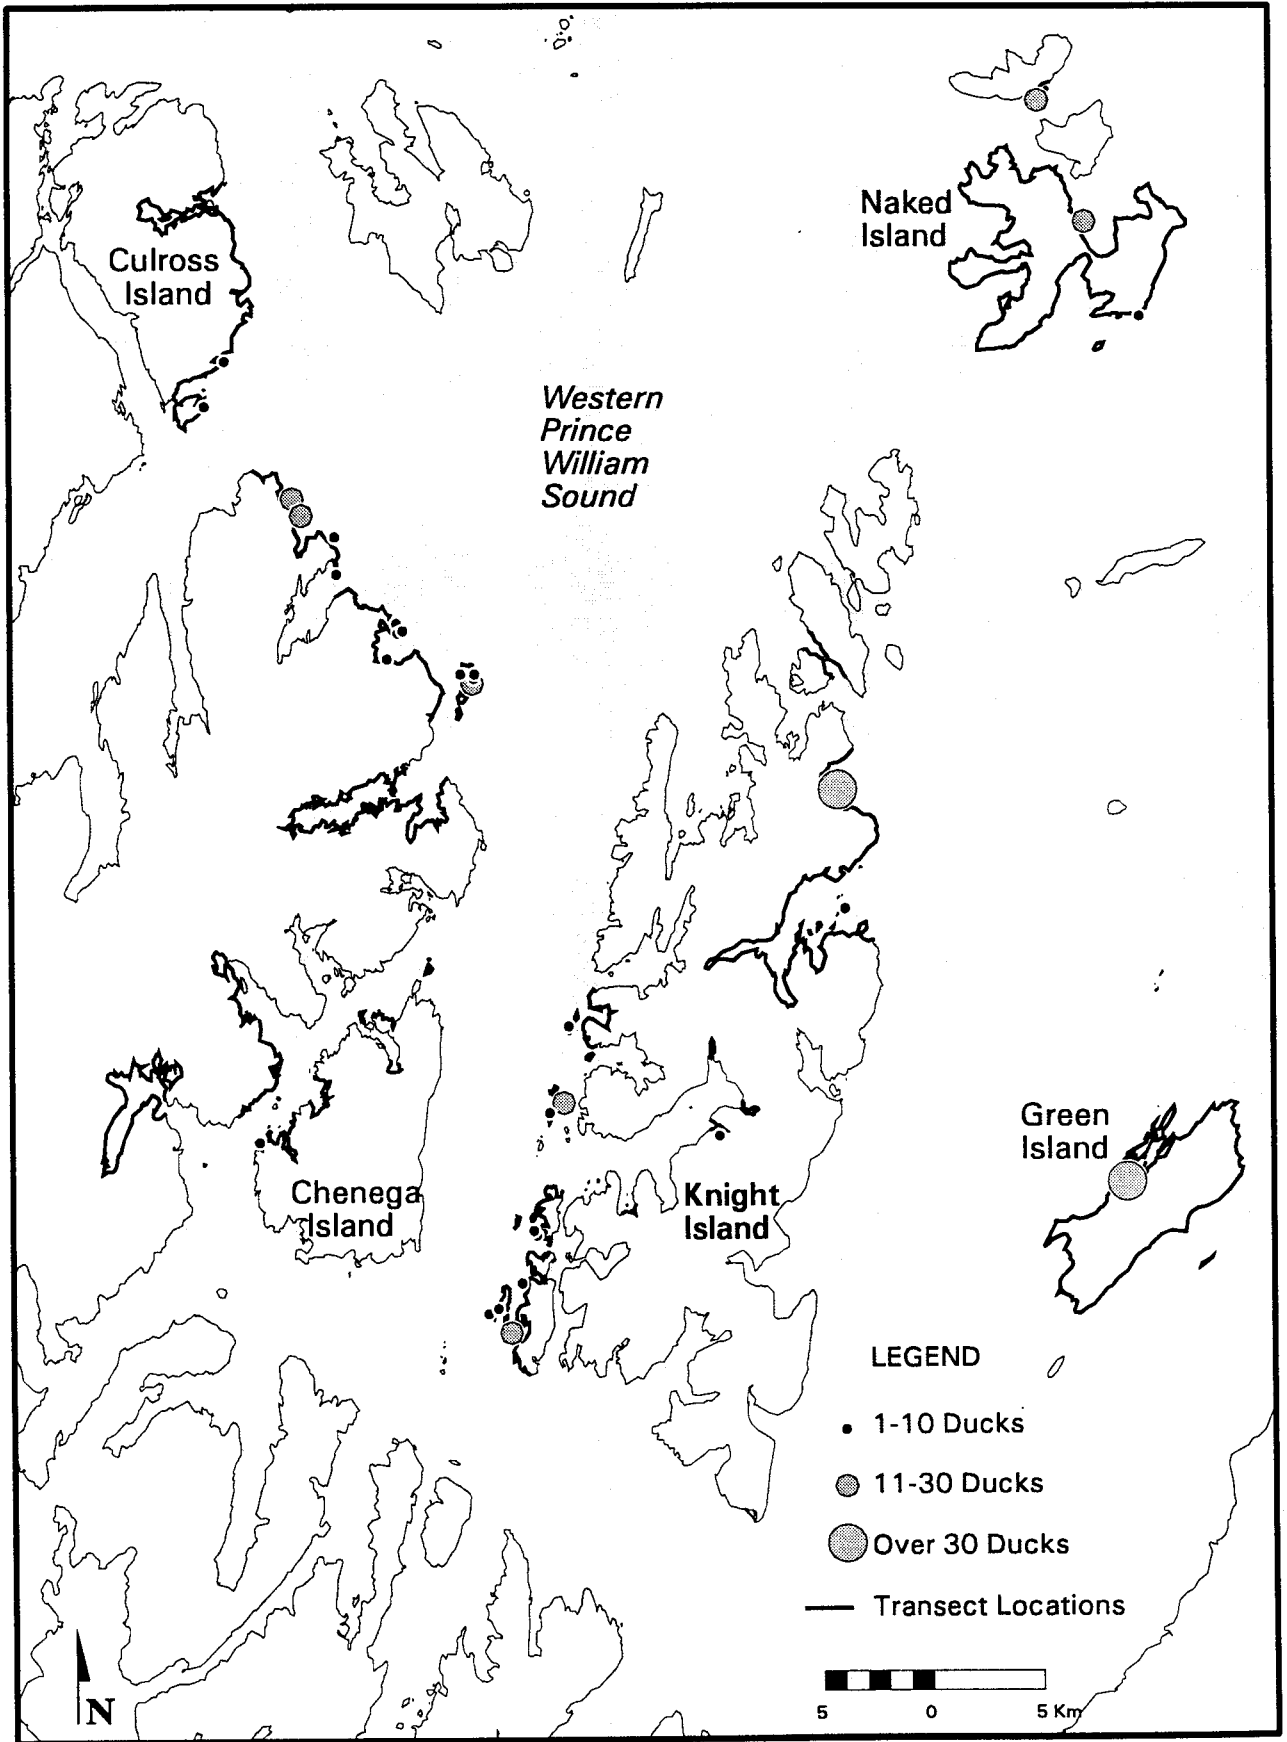 Naked
Island
Culross
Island
Western
Prince
William
Sound
Green
Island
Chenega
Island
Knight
Island
LEGEND
1-10 Ducks
11-30 Ducks
Over 30 Ducks
Transect Locations
N
5 0 5 Km